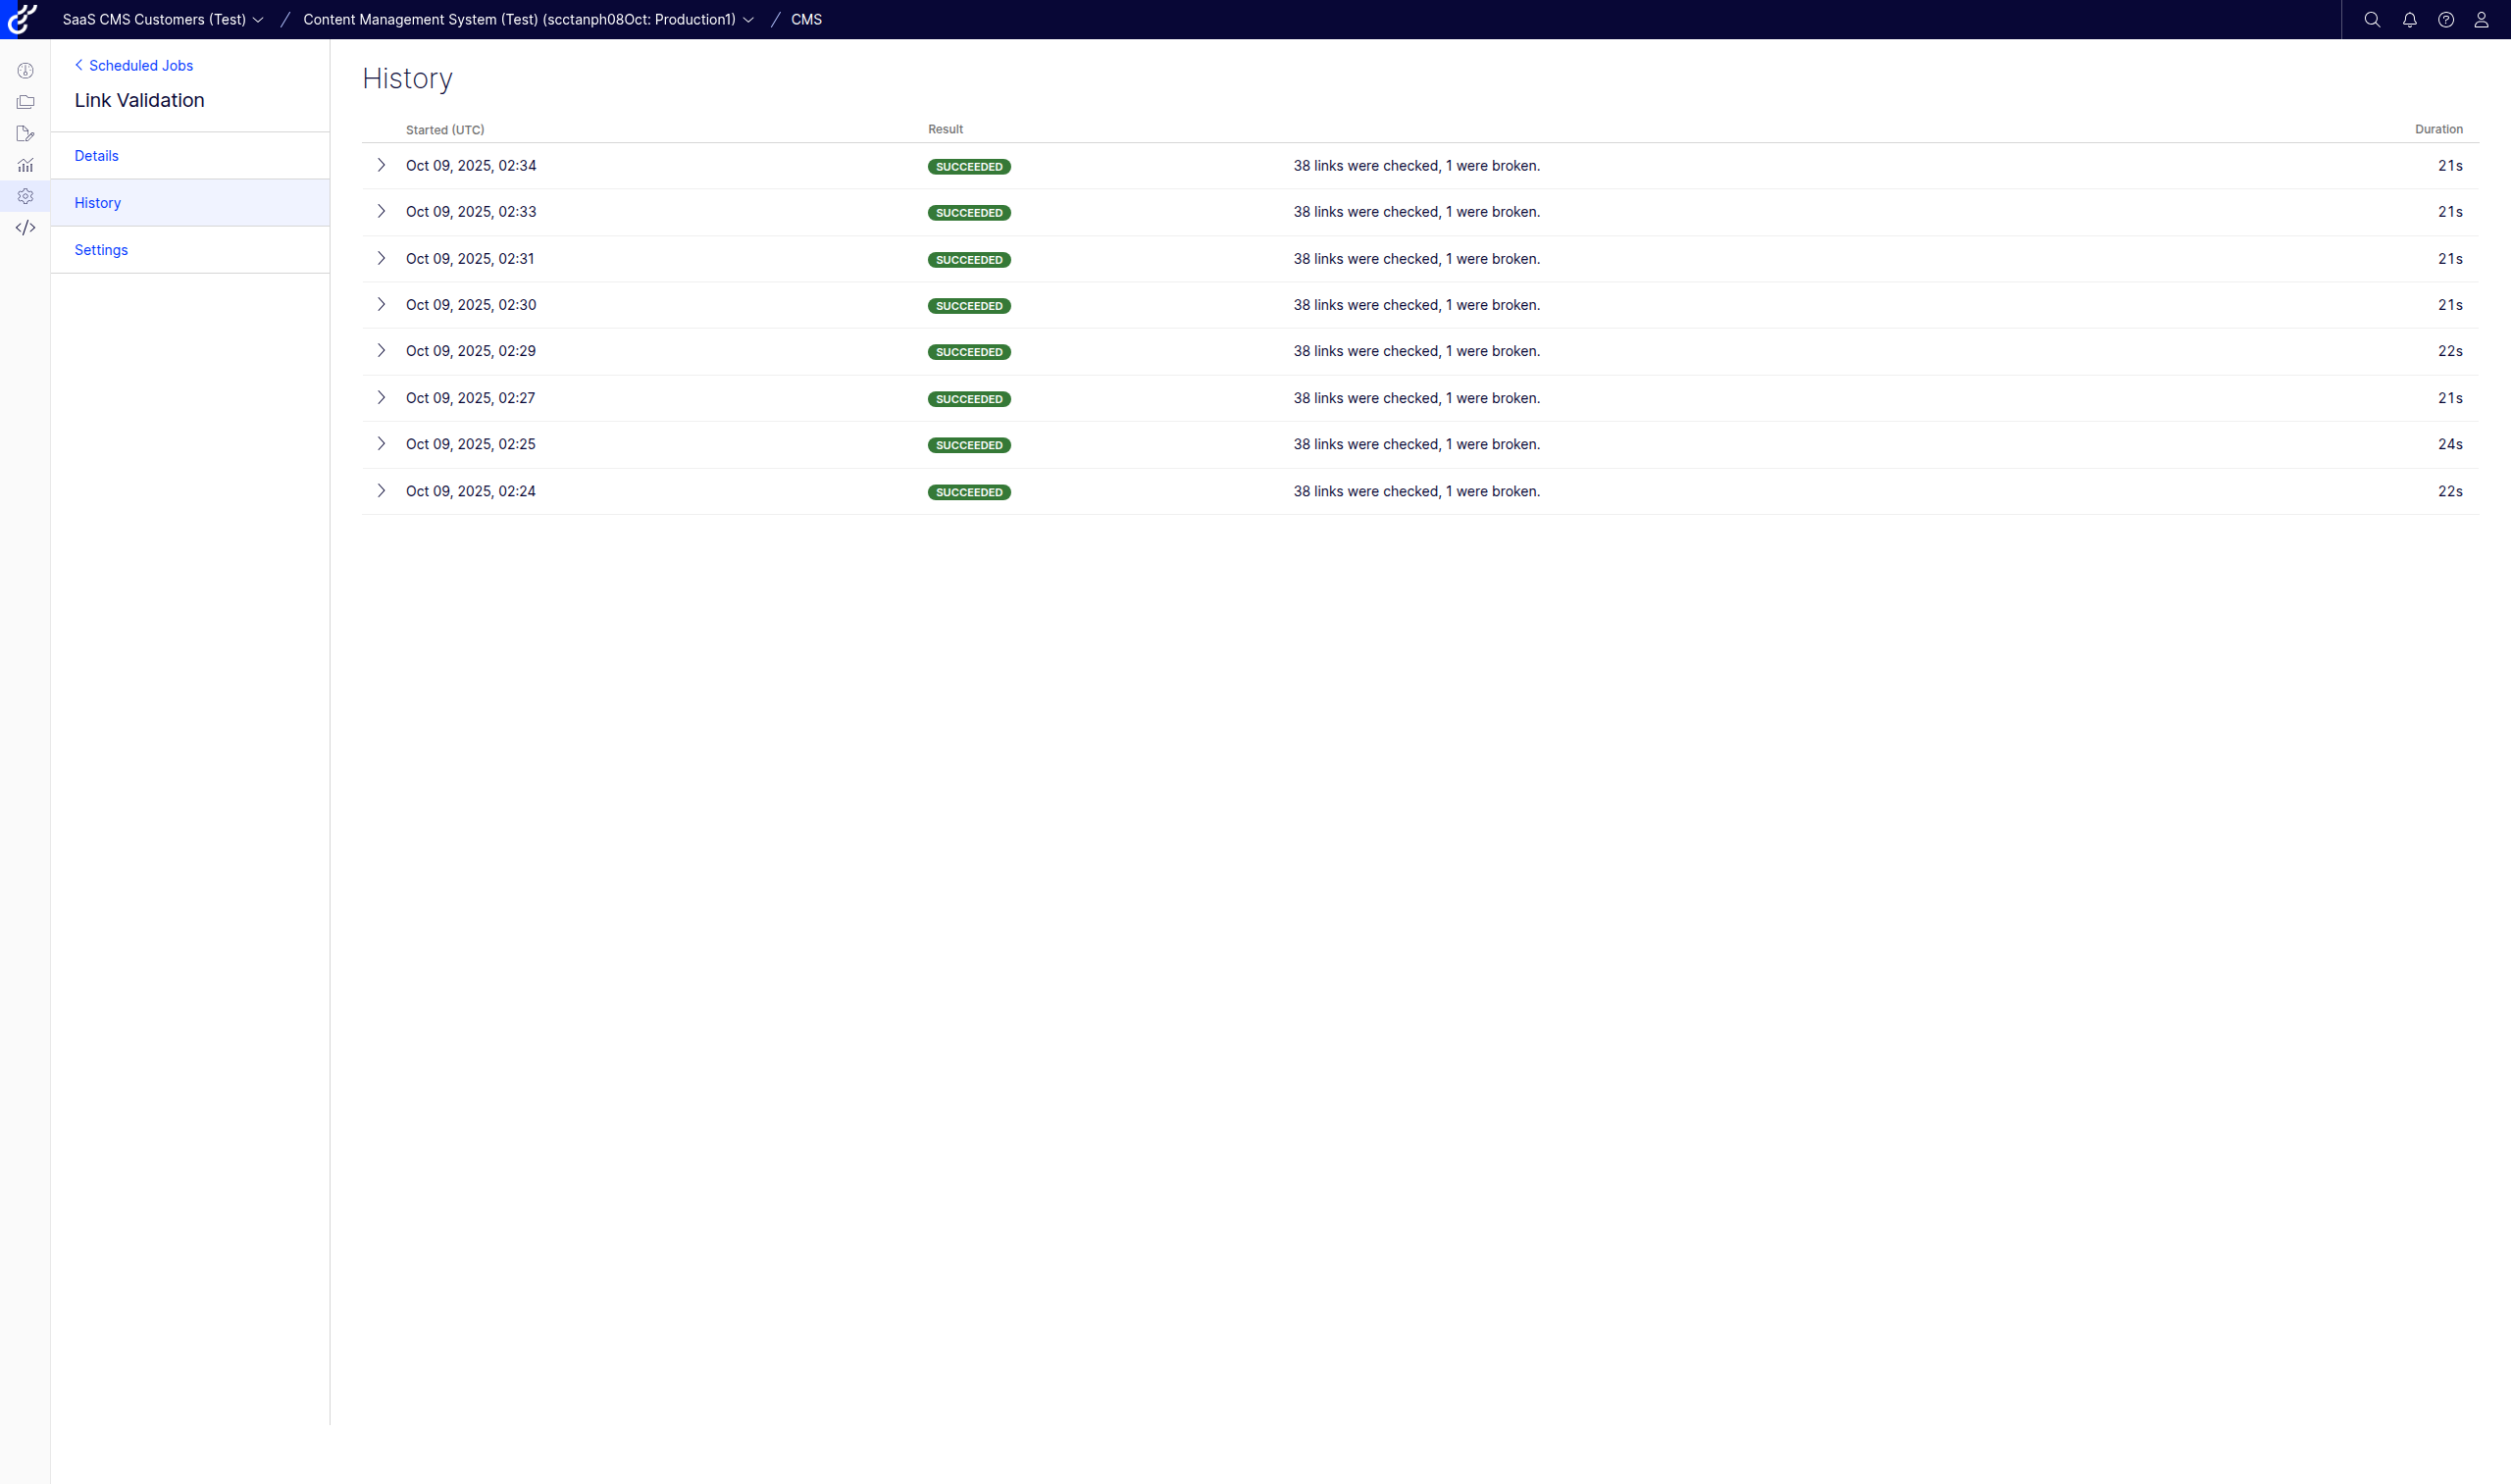 SaaS CMS Customers (Test) / Content Management System (Test) (scctanph08Oct: Production1) / CMS
Scheduled Jobs
Link Validation
Details
History
Settings
History
Started (UTC) Result Duration
Oct 09, 2025, 02:34 SUCCEEDED 38 links were checked, 1 were broken. 21s
Oct 09, 2025, 02:33 SUCCEEDED 38 links were checked, 1 were broken. 21s
Oct 09, 2025, 02:31 SUCCEEDED 38 links were checked, 1 were broken. 21s
Oct 09, 2025, 02:30 SUCCEEDED 38 links were checked, 1 were broken. 21s
Oct 09, 2025, 02:29 SUCCEEDED 38 links were checked, 1 were broken. 22s
Oct 09, 2025, 02:27 SUCCEEDED 38 links were checked, 1 were broken. 21s
Oct 09, 2025, 02:25 SUCCEEDED 38 links were checked, 1 were broken. 24s
Oct 09, 2025, 02:24 SUCCEEDED 38 links were checked, 1 were broken. 22s